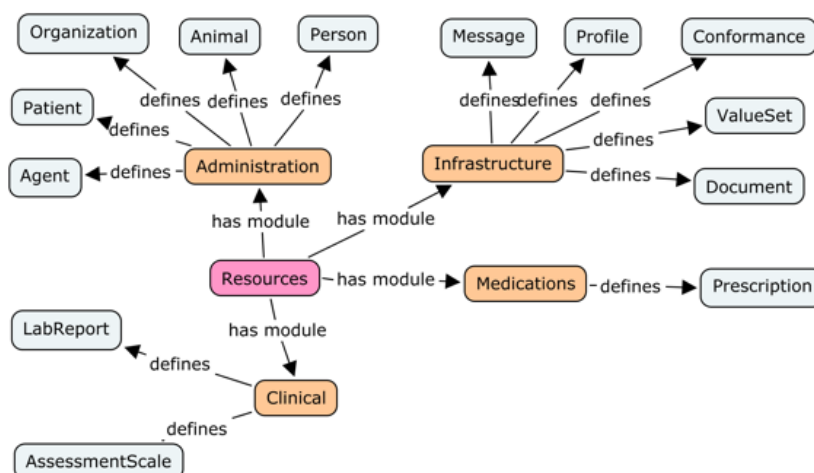 Organization
Animal
Person
Message
Profile
Conformance
defines
defines
defines
defines
defines
defines
Patient
defines
ValueSet
defines
Agent
defines
Administration
Infrastructure
defines
Document
has module
has module
Resources
has module
Medications
defines
Prescription
LabReport
has module
defines
Clinical
defines
AssessmentScale